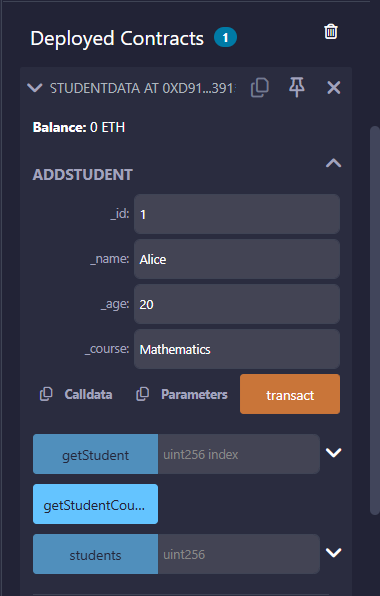 Deployed Contracts 1
STUDENTDATA AT 0XD91...391:
Balance: 0 ETH
ADDSTUDENT
_id: 1
_name: Alice
_age: 20
_course: Mathematics
Calldata Parameters transact
getStudent uint256 index
getStudentCou...
students uint256